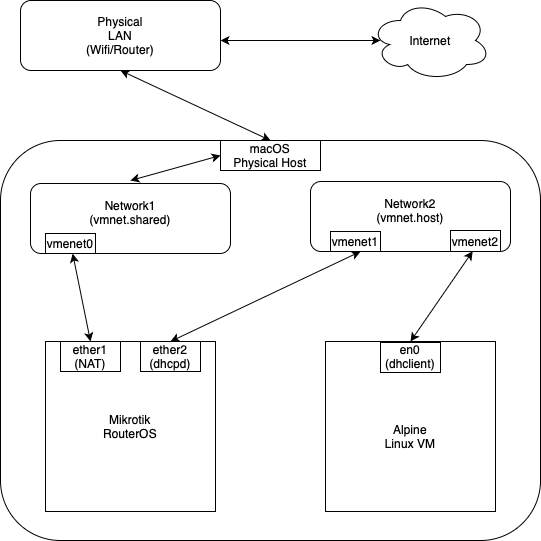 Physical
LAN
(Wifi/Router)
Internet
macOS
Physical Host
Network1
(vmnet.shared)
vmenet0
Network2
(vmnet.host)
vmenet1
vmenet2
ether1
(NAT)
ether2
(dhcpd)
en0
(dhclient)
Mikrotik
RouterOS
Alpine
Linux VM